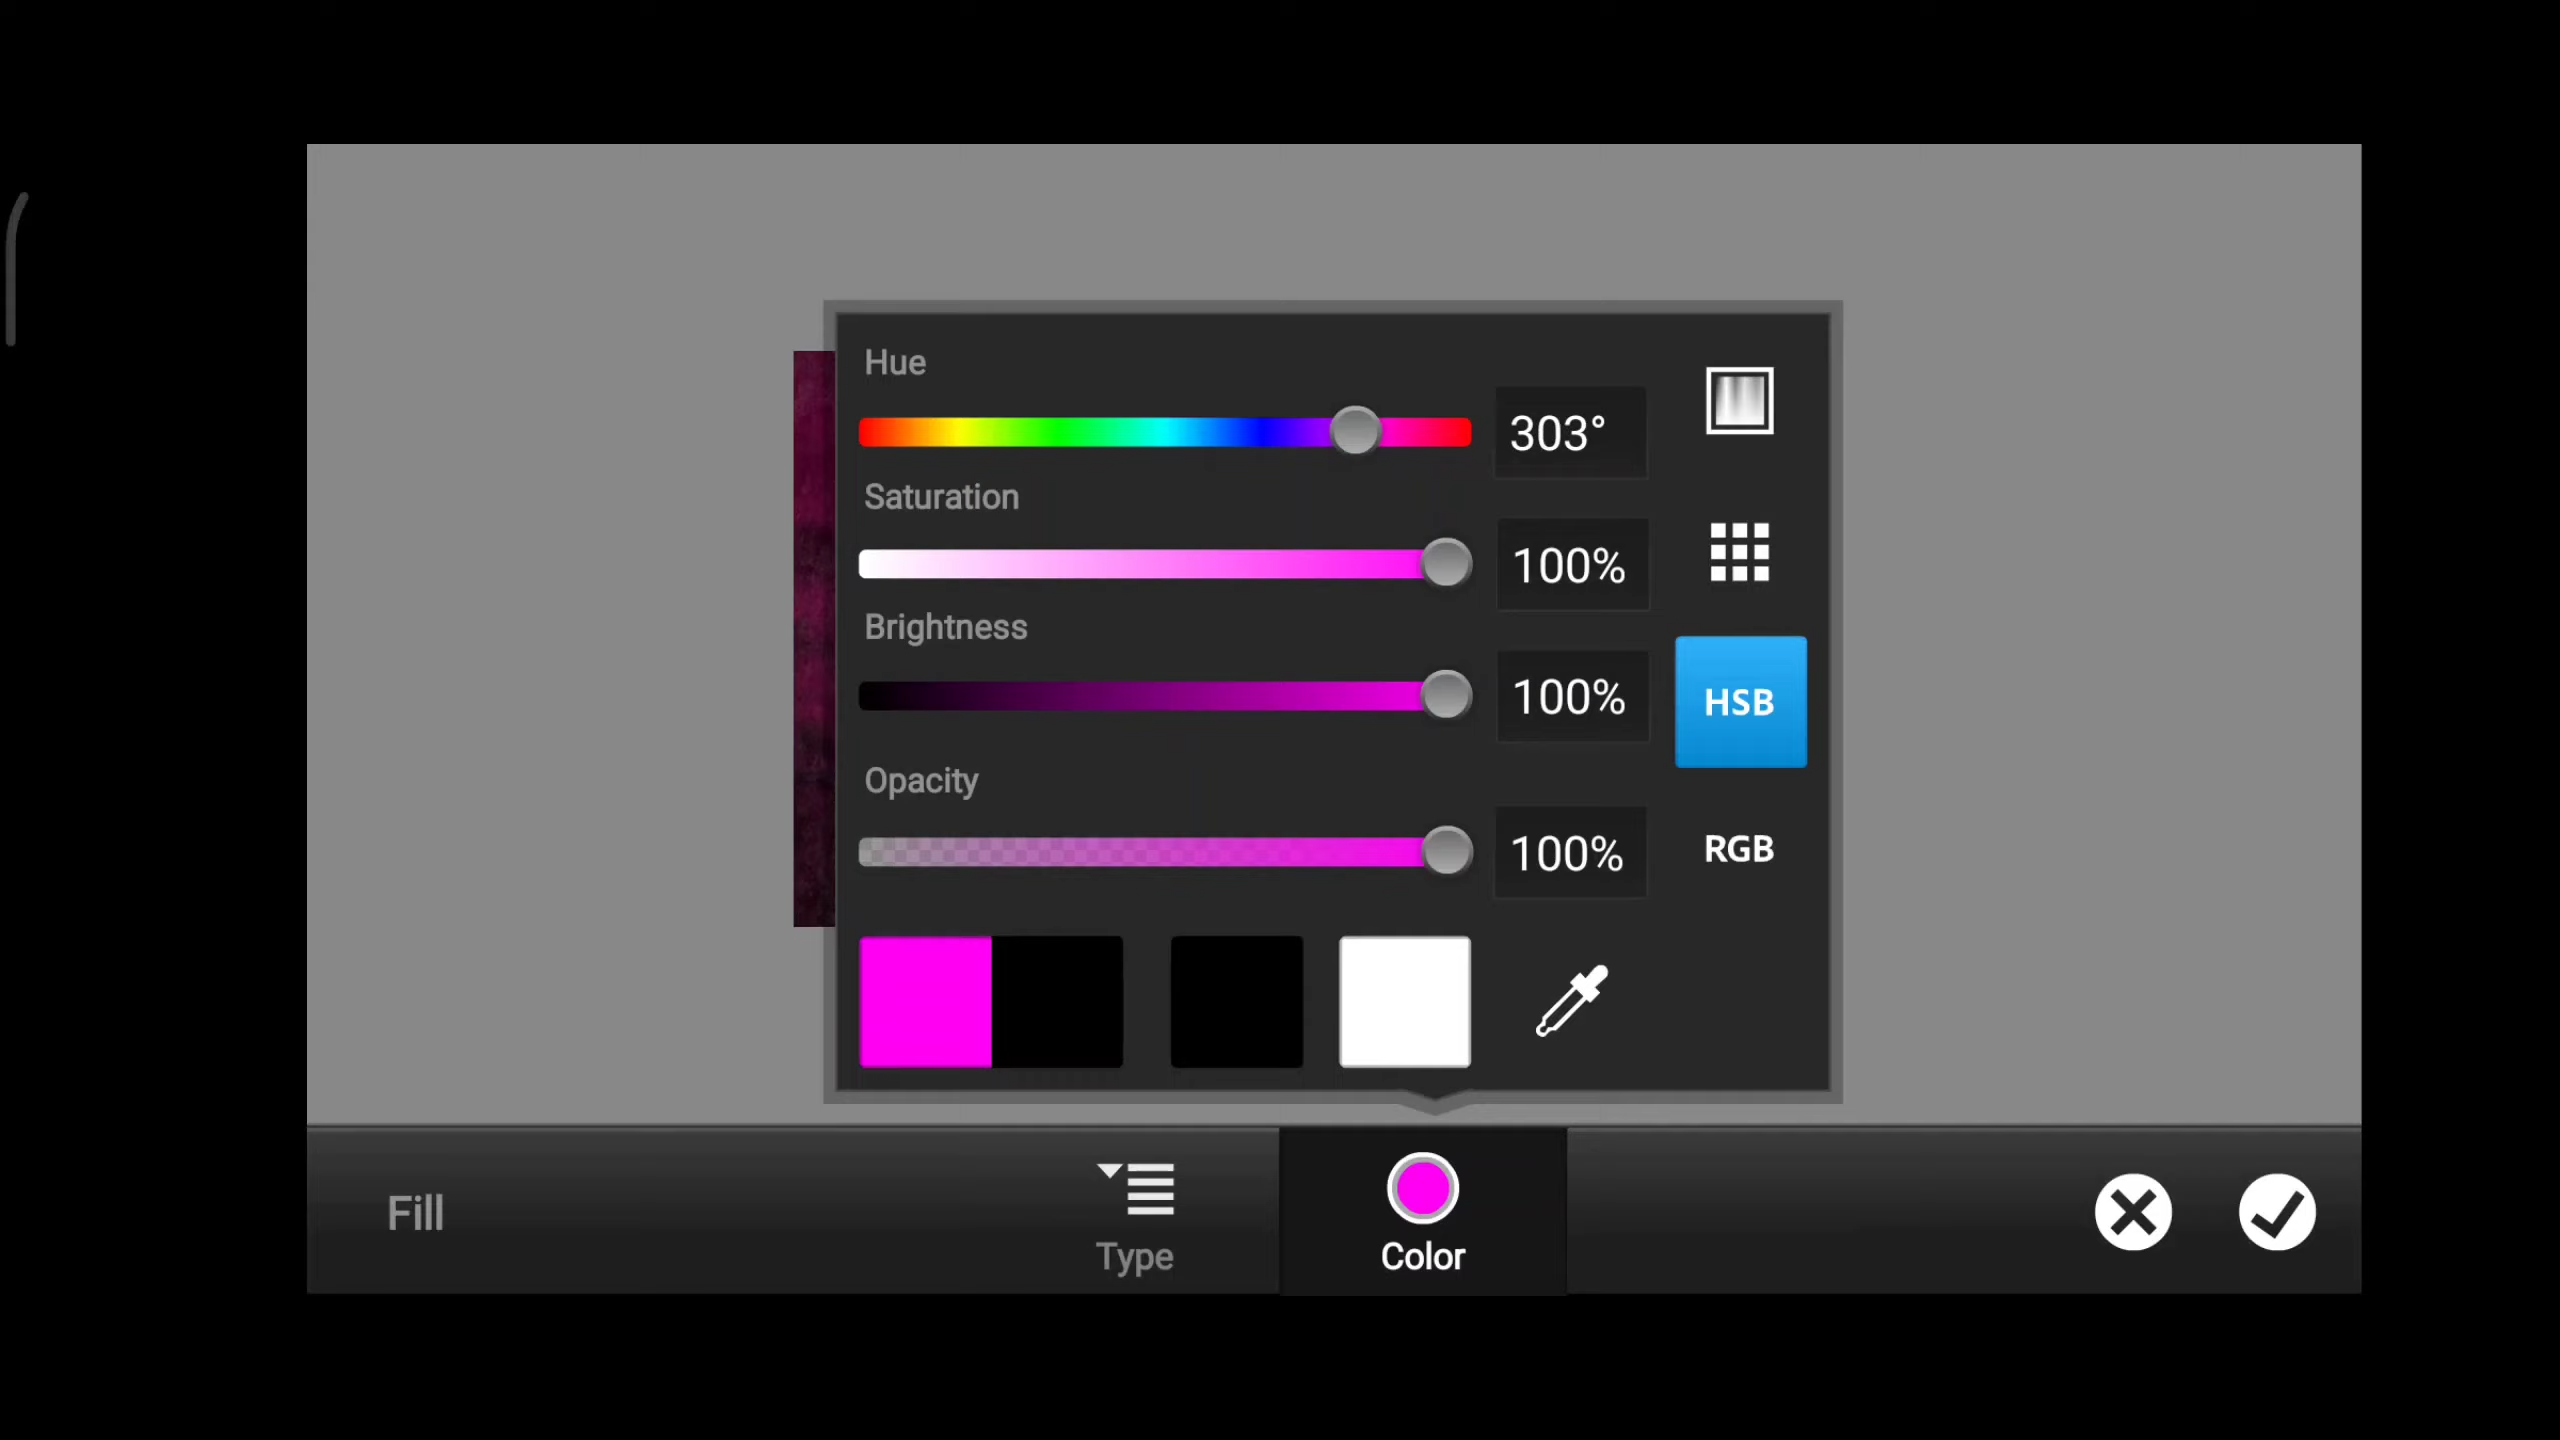 Hue
303°
Saturation
100%
Brightness
100%
HSB
Opacity
100%
RGB
Fill
Type
Color